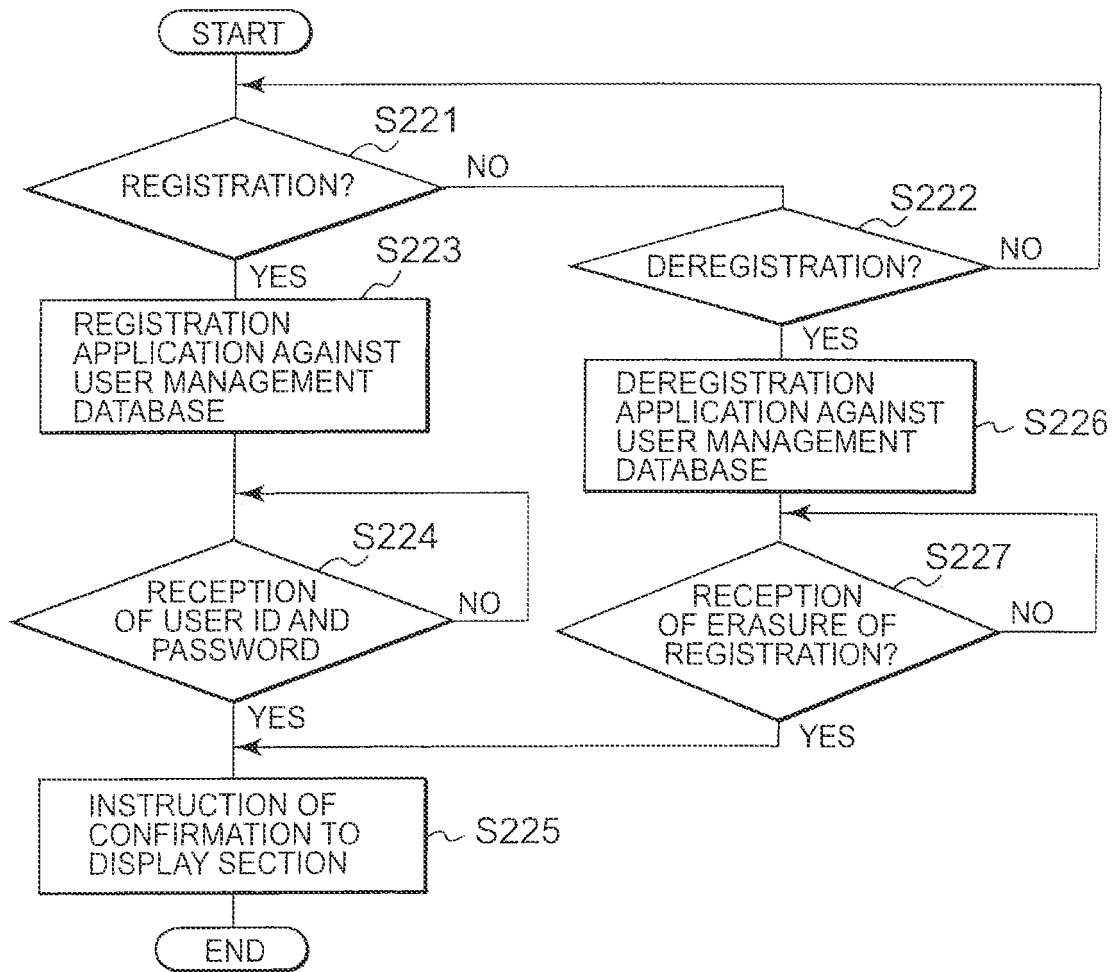 START
S221
REGISTRATION?
NO
S222
DEREGISTRATION?
NO
YES
S223
REGISTRATION
APPLICATION AGAINST
USER MANAGEMENT
DATABASE
YES
DEREGISTRATION
APPLICATION AGAINST
USER MANAGEMENT
DATABASE
S226
S224
RECEPTION
OF USER ID AND
PASSWORD
NO
YES
S227
RECEPTION
OF ERASURE OF
REGISTRATION?
NO
YES
INSTRUCTION OF
CONFIRMATION TO
DISPLAY SECTION
S225
END